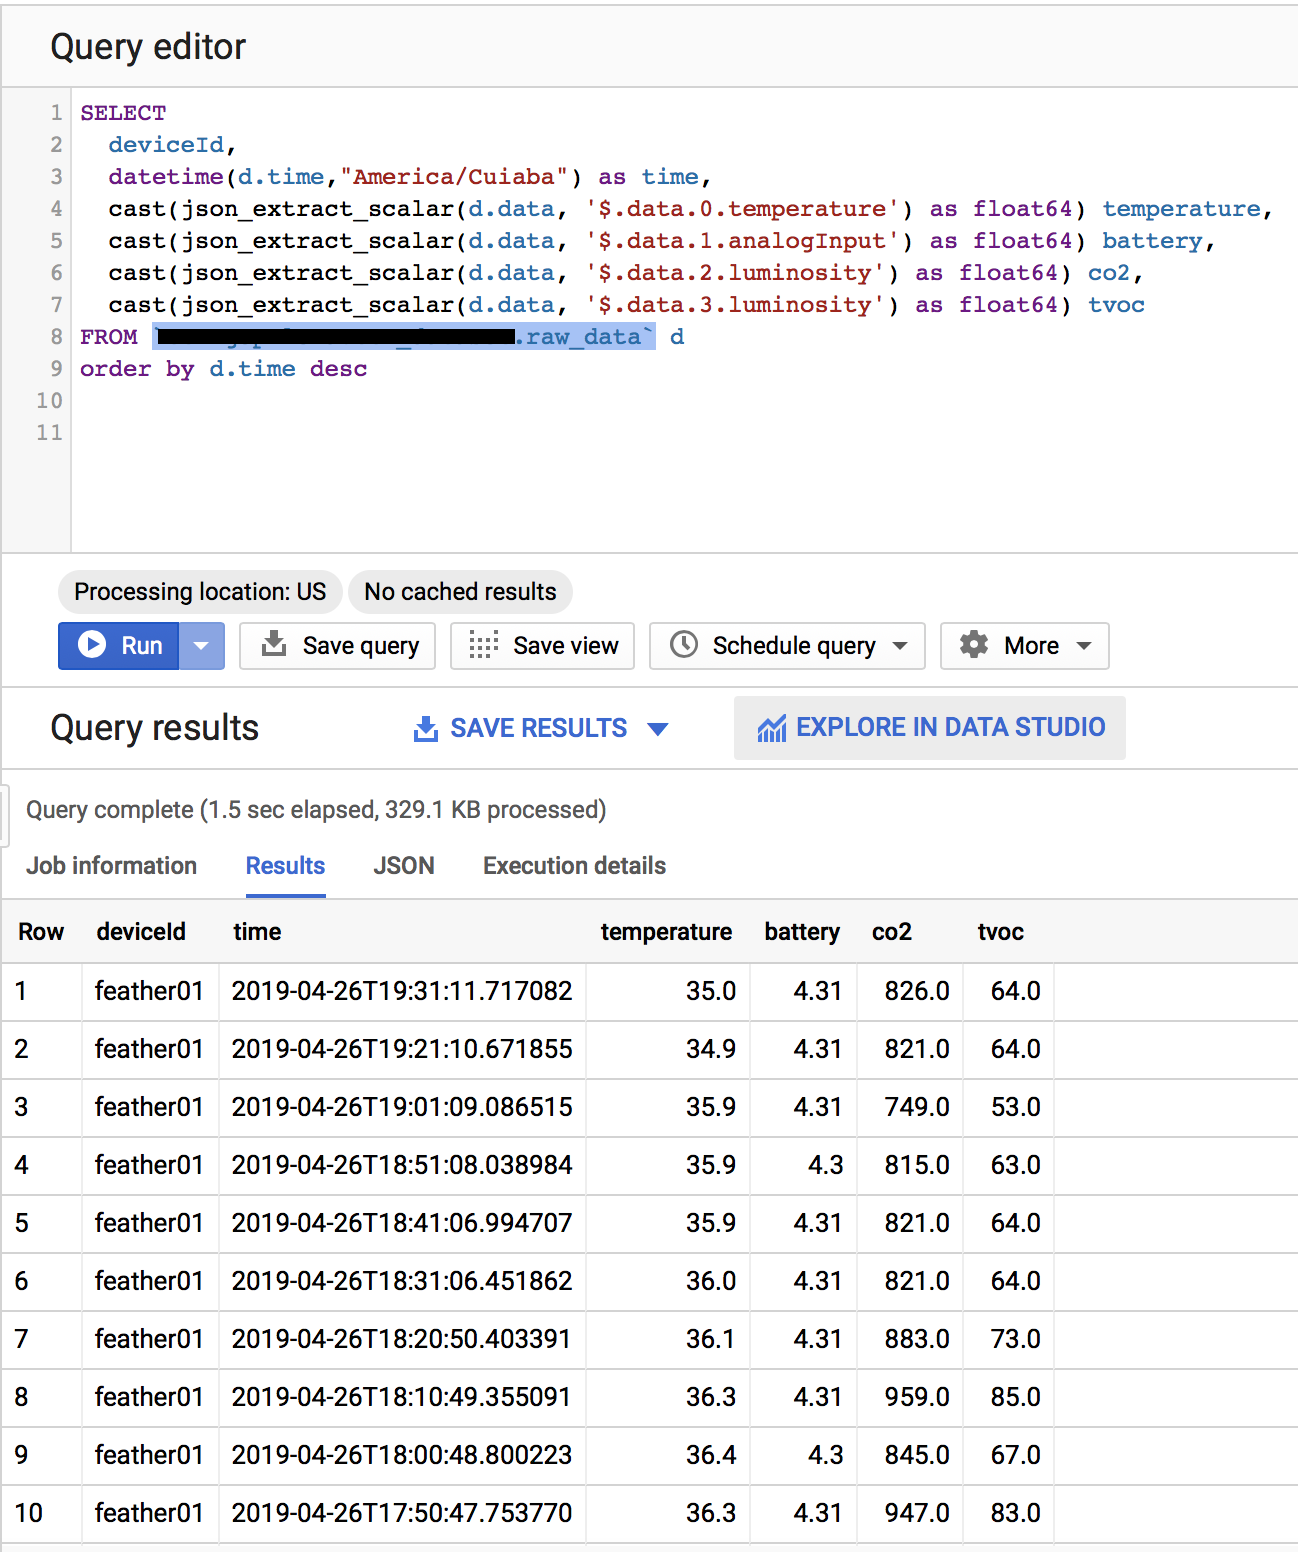 Query editor
1 SELECT
2 deviceId,
3 datetime(d.time,"America/Cuiaba") as time,
4 cast(json_extract_scalar(d.data, '$.data.0.temperature') as float64) temperature,
5 cast(json_extract_scalar(d.data, '$.data.1.analogInput') as float64) battery,
6 cast(json_extract_scalar(d.data, '$.data.2.luminosity') as float64) co2,
7 cast(json_extract_scalar(d.data, '$.data.3.luminosity') as float64) tvoc
8 FROM ` .raw_data` d
9 order by d.time desc
10
11
Processing location: US No cached results
Run Save query Save view Schedule query More
Query results SAVE RESULTS EXPLORE IN DATA STUDIO
Query complete (1.5 sec elapsed, 329.1 KB processed)
Job information Results JSON Execution details
Row deviceId time temperature battery co2 tvoc
1 feather01 2019-04-26T19:31:11.717082 35.0 4.31 826.0 64.0
2 feather01 2019-04-26T19:21:10.671855 34.9 4.31 821.0 64.0
3 feather01 2019-04-26T19:01:09.086515 35.9 4.31 749.0 53.0
4 feather01 2019-04-26T18:51:08.038984 35.9 4.3 815.0 63.0
5 feather01 2019-04-26T18:41:06.994707 35.9 4.31 821.0 64.0
6 feather01 2019-04-26T18:31:06.451862 36.0 4.31 821.0 64.0
7 feather01 2019-04-26T18:20:50.403391 36.1 4.31 883.0 73.0
8 feather01 2019-04-26T18:10:49.355091 36.3 4.31 959.0 85.0
9 feather01 2019-04-26T18:00:48.800223 36.4 4.3 845.0 67.0
10 feather01 2019-04-26T17:50:47.753770 36.3 4.31 947.0 83.0